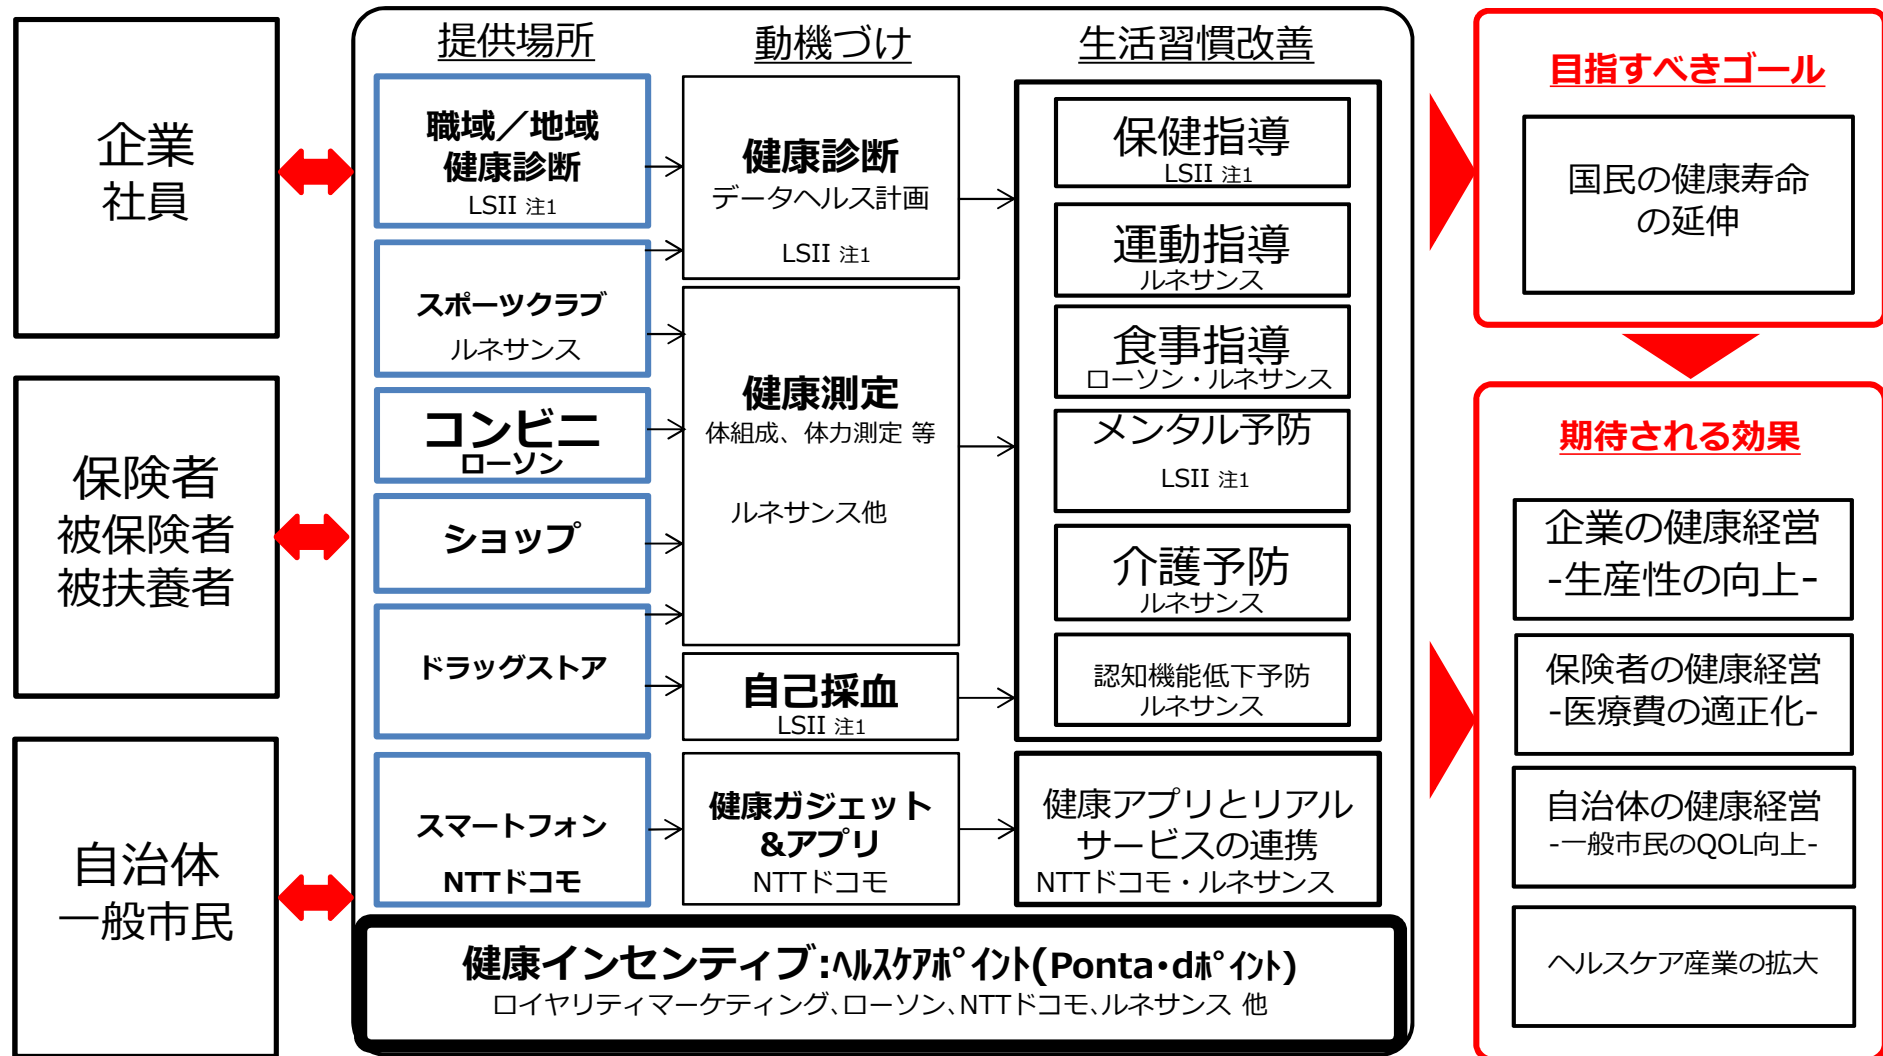 企業
社員
保険者
被保険者
被扶養者
自治体
一般市民
提供場所
職域／地域
健康診断
LSII 注1
スポーツクラブ
ルネサンス
コンビニ
ローソン
ショップ
ドラッグストア
スマートフォン
NTTドコモ
動機づけ
健康診断
データヘルス計画
LSII 注1
健康測定
体組成、体力測定 等
ルネサンス他
自己採血
LSII 注1
健康ガジェット
&アプリ
NTTドコモ
生活習慣改善
保健指導
LSII 注1
運動指導
ルネサンス
食事指導
ローソン・ルネサンス
メンタル予防
LSII 注1
介護予防
ルネサンス
認知機能低下予防
ルネサンス
健康アプリとリアル
サービスの連携
NTTドコモ・ルネサンス
健康インセンティブ:ﾍﾙｽｹｱﾎﾟｲﾝﾄ(Ponta･dﾎﾟｲﾝﾄ)
ロイヤリティマーケティング、ローソン、NTTドコモ、ルネサンス 他
目指すべきゴール
国民の健康寿命
の延伸
期待される効果
企業の健康経営
-生産性の向上-
保険者の健康経営
-医療費の適正化-
自治体の健康経営
-一般市民のQOL向上-
ヘルスケア産業の拡大